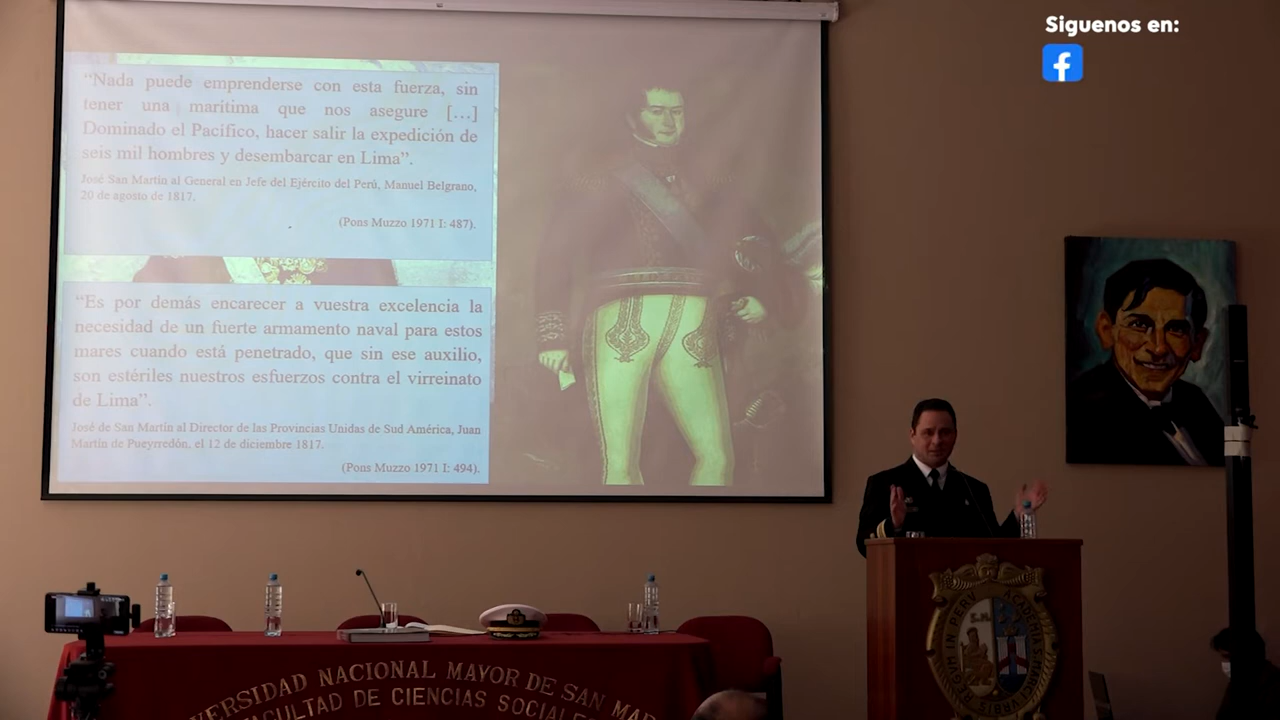 Siguenos en:
“Nada puede emprenderse con esta fuerza, sin
tener una marítima que nos asegure [...]
Dominado el Pacífico, hacer salir la expedición de
seis mil hombres y desembarcar en Lima”.
José San Martín al General en Jefe del Ejército del Perú, Manuel Belgrano,
20 de agosto de 1817.
(Pons Muzzo 1971 I: 487).
“Es por demás encarecer a vuestra excelencia la
necesidad de un fuerte armamento naval para estos
mares cuando está penetrado, que sin ese auxilio,
son estériles nuestros esfuerzos contra el virreinato
de Lima”.
José de San Martín al Director de las Provincias Unidas de Sud América, Juan
Martín de Pueyrredón, el 12 de diciembre 1817.
(Pons Muzzo 1971 I: 494).
VERSIDAD NACIONAL MAYOR DE SAN MAR
FACULTAD DE CIENCIAS SOCIALES
ACADEMIA
IN PERV